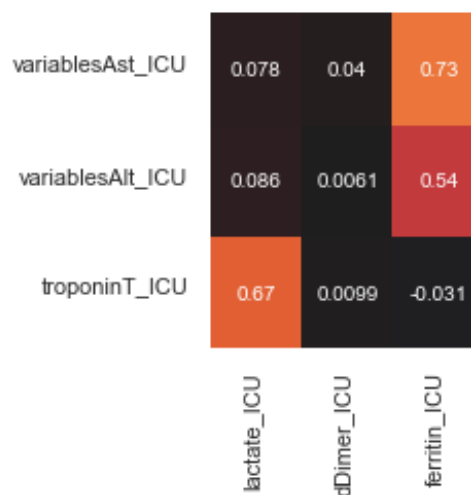 variablesAst_ICU 0.078 0.04 0.73
variablesAlt_ICU 0.086 0.0061 0.54
troponinT_ICU 0.67 0.0099 -0.031
lactate_ICU
dDimer_ICU
ferritin_ICU